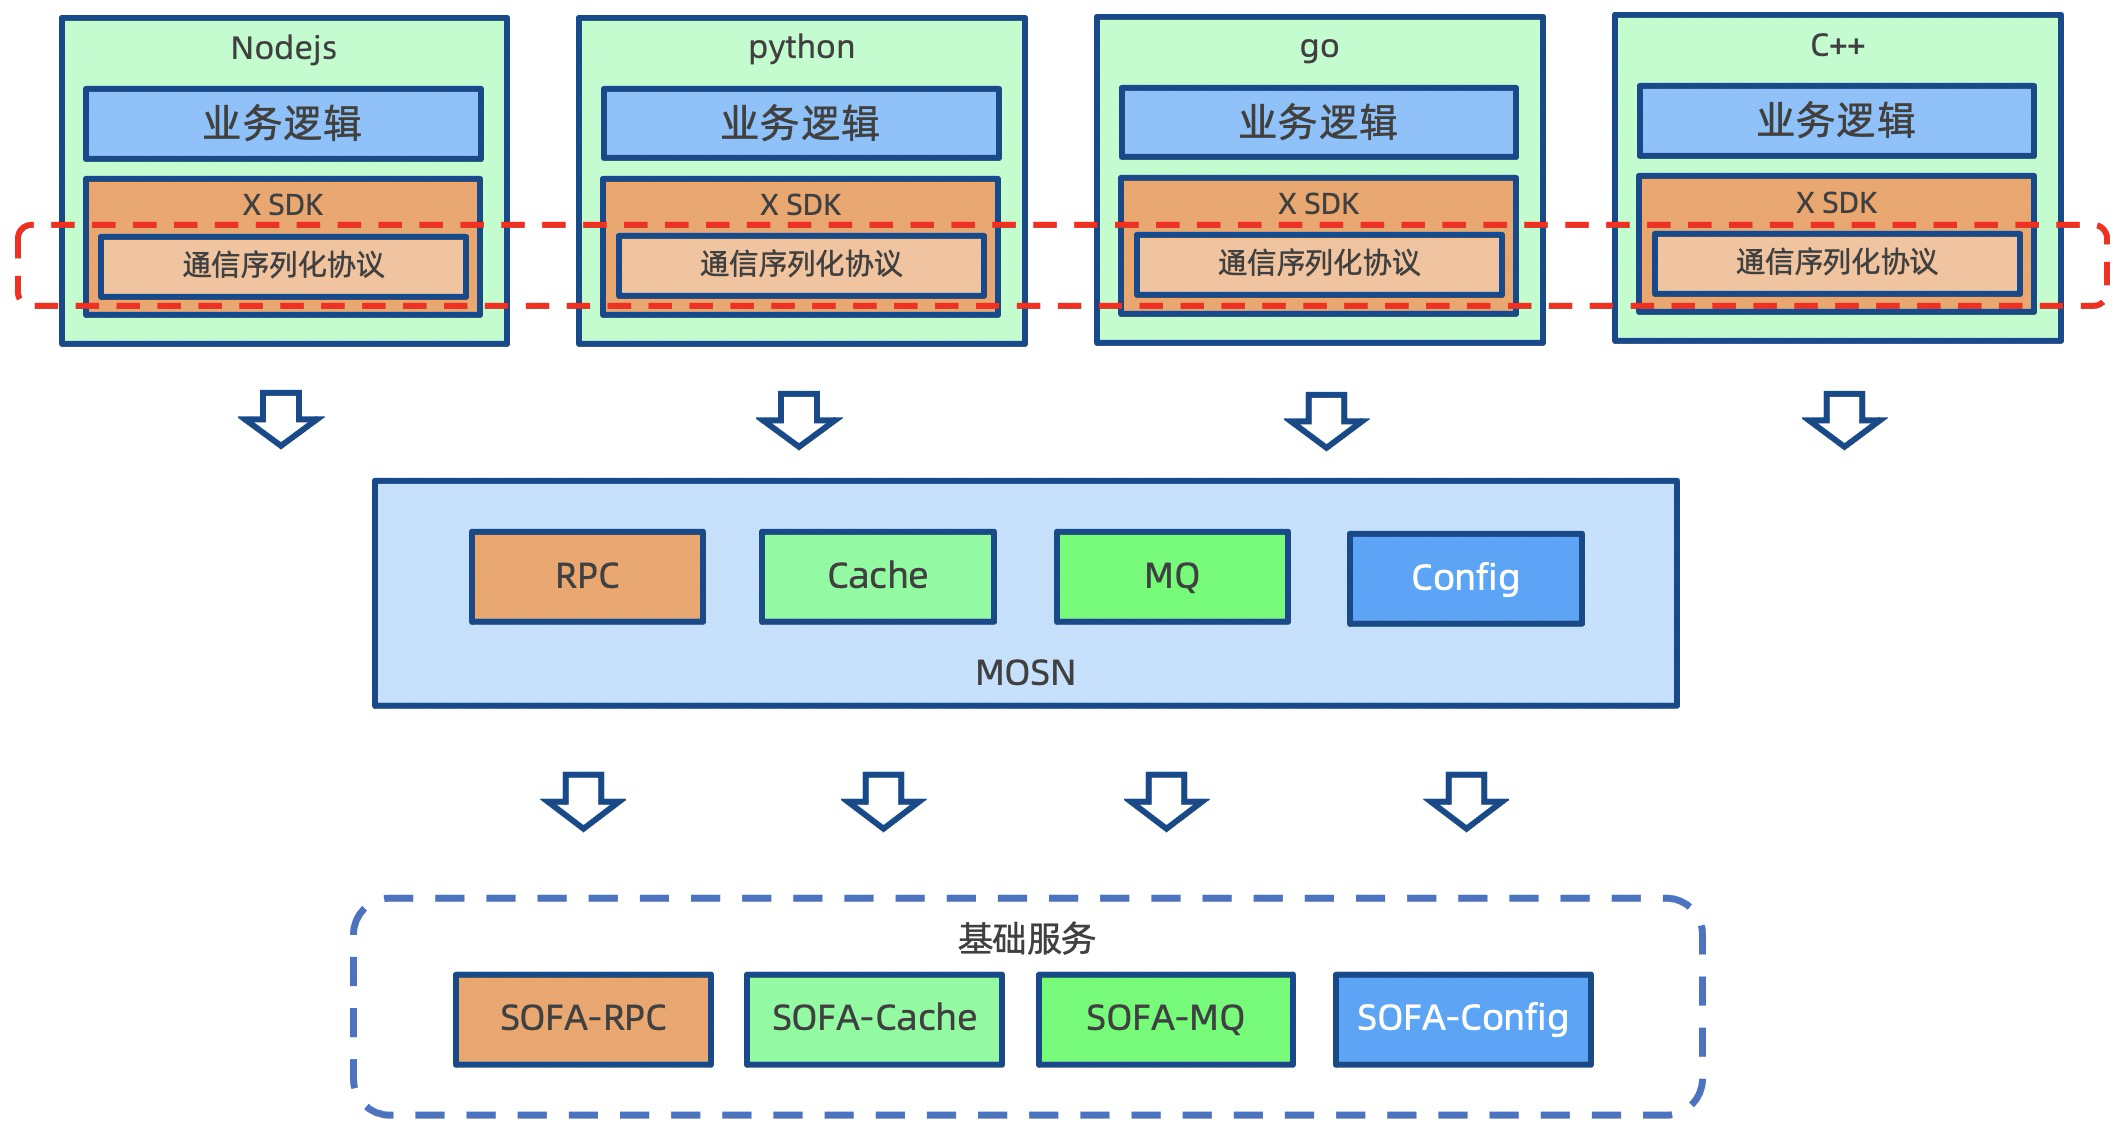 Nodejs
业务逻辑
X SDK
通信序列化协议
python
业务逻辑
X SDK
通信序列化协议
go
业务逻辑
X SDK
通信序列化协议
C++
业务逻辑
X SDK
通信序列化协议
RPC
Cache
MQ
Config
MOSN
基础服务
SOFA-RPC
SOFA-Cache
SOFA-MQ
SOFA-Config